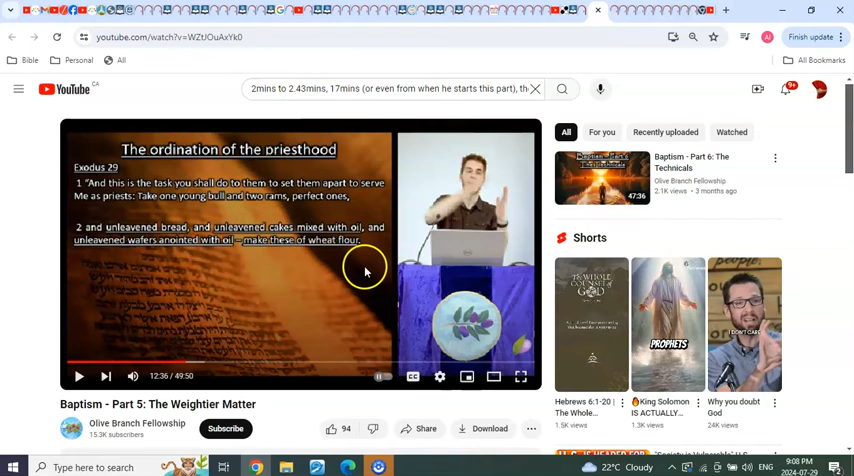 Finish update
youtube.com/watch?v=WZtJOuAxYk0
AI
Bible
Personal
All
All Bookmarks
YouTube CA
2mins to 2.43mins, 17mins (or even from when he starts this part), th
9+
The ordination of the priesthood
Exodus 29
1 "And this is the task you shall do to them to set them apart to serve
Me as priests: Take one young bull and two rams, perfect ones,
2 and unleavened bread, and unleavened cakes mixed with oil, and
unleavened wafers anointed with oil – make these of wheat flour.
12:36 / 49:50
CC
Baptism - Part 5: The Weightier Matter
Olive Branch Fellowship
15.3K subscribers
Subscribe
94
Share
Download
All
For you
Recently uploaded
Watched
Baptism - Part 6
The Technicals
47:36
Baptism - Part 6: The
Technicals
Olive Branch Fellowship
2.1K views • 3 months ago
Shorts
THE WHOLE
COUNSEL
OF
GOD
PROPHETS
I DON'T CARE
Hebrews 6:1-20 |
The Whole...
1.5K views
King Solomon
IS ACTUALLY...
1.3K views
Why you doubt
God
24K views
Type here to search
22°C Cloudy
ENG
9:08 PM
2024-07-29